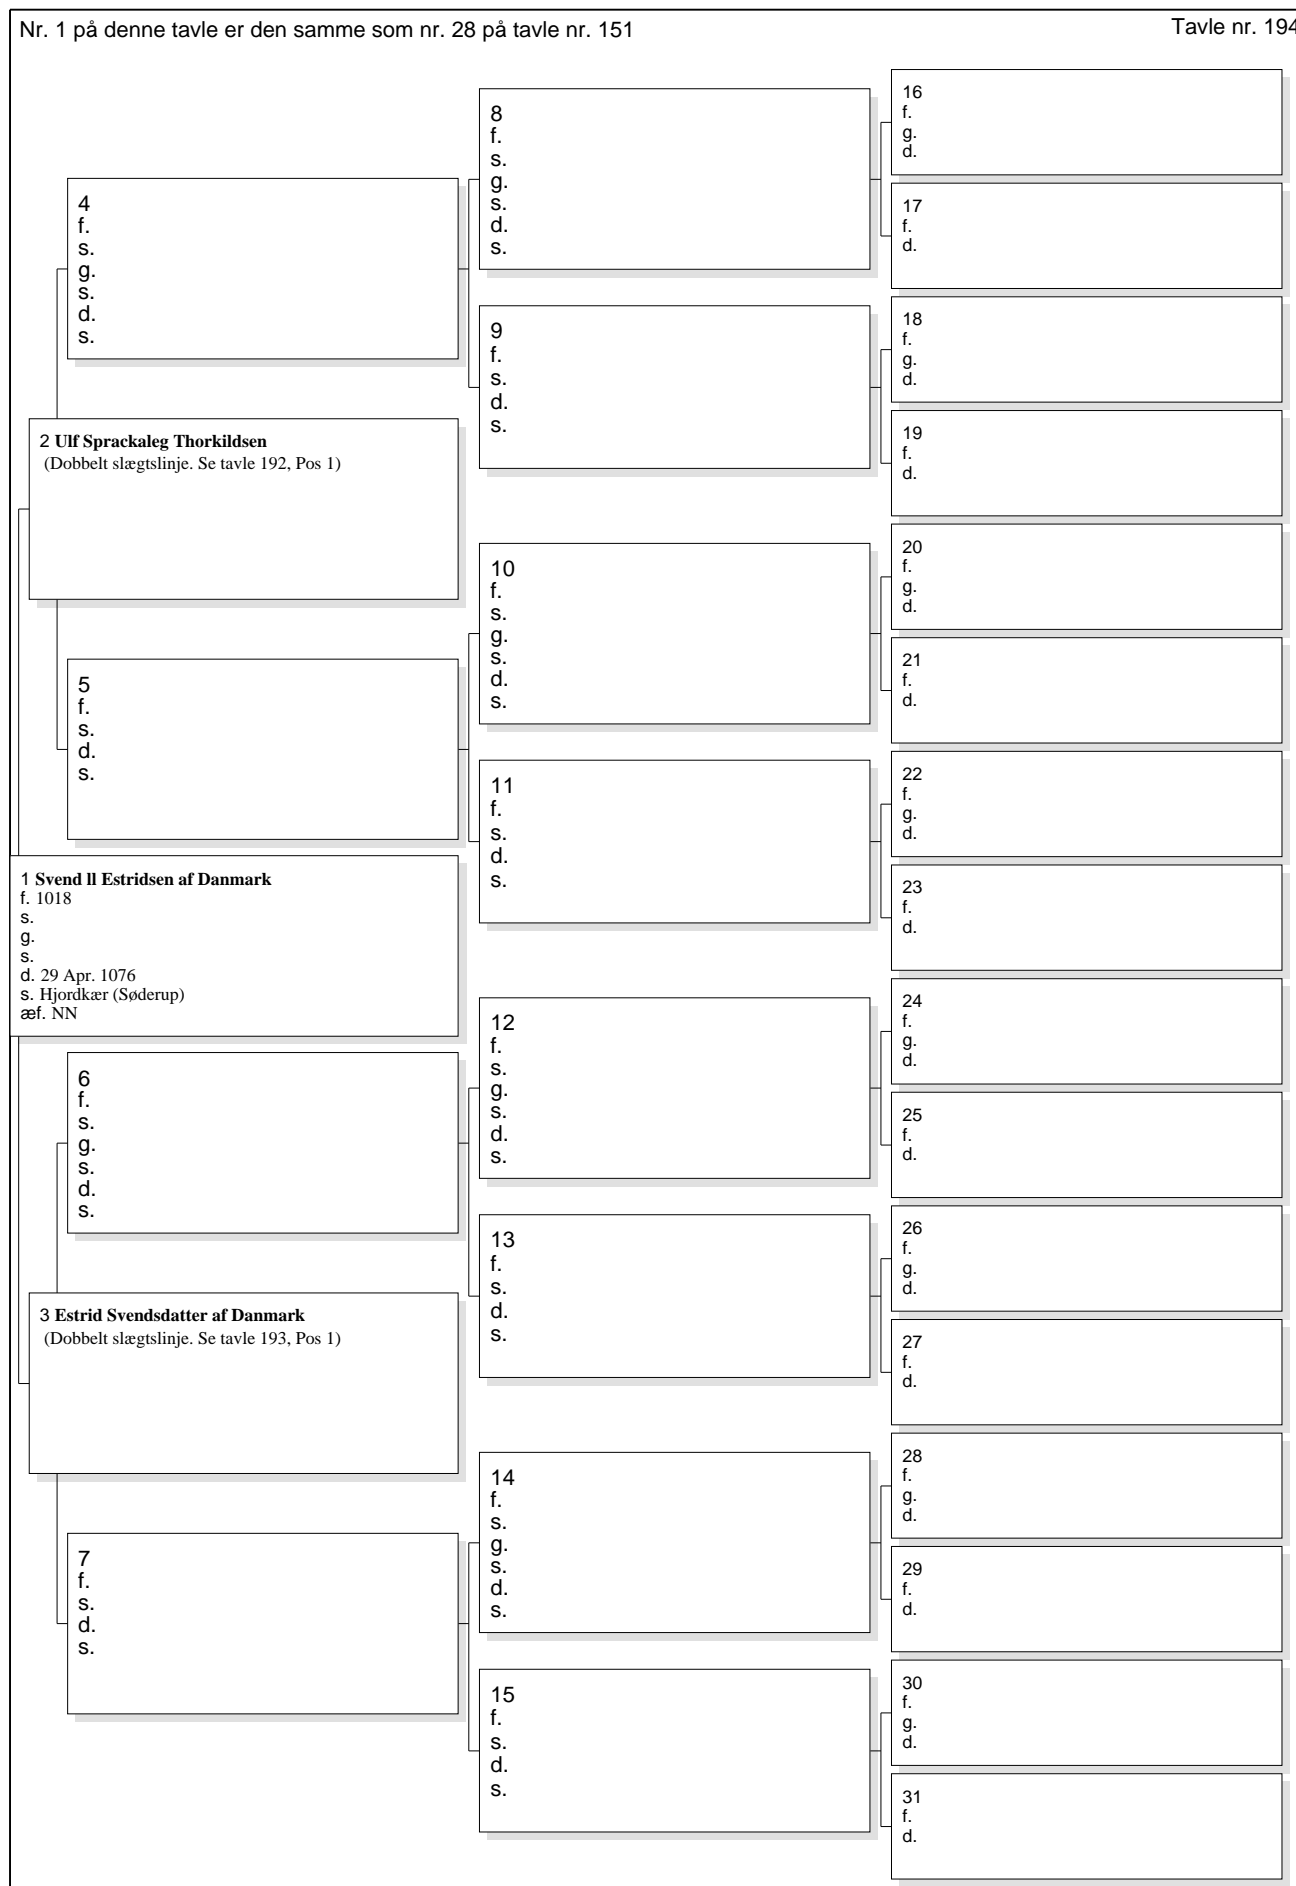 Nr. 1 på denne tavle er den samme som nr. 28 på tavle nr. 151
Tavle nr. 194
4
f.
s.
g.
s.
d.
s.
2 Ulf Sprackaleg Thorkildsen
(Dobbelt slægtslinje. Se tavle 192, Pos 1)
5
f.
s.
d.
s.
1 Svend ll Estridsen af Danmark
f. 1018
s.
g.
s.
d. 29 Apr. 1076
s. Hjordkær (Søderup)
æf. NN
6
f.
s.
g.
s.
d.
s.
3 Estrid Svendsdatter af Danmark
(Dobbelt slægtslinje. Se tavle 193, Pos 1)
7
f.
s.
d.
s.
8
f.
s.
g.
s.
d.
s.
9
f.
s.
d.
s.
10
f.
s.
g.
s.
d.
s.
11
f.
s.
d.
s.
12
f.
s.
g.
s.
d.
s.
13
f.
s.
d.
s.
14
f.
s.
g.
s.
d.
s.
15
f.
s.
d.
s.
16
f.
g.
d.
17
f.
d.
18
f.
g.
d.
19
f.
d.
20
f.
g.
d.
21
f.
d.
22
f.
g.
d.
23
f.
d.
24
f.
g.
d.
25
f.
d.
26
f.
g.
d.
27
f.
d.
28
f.
g.
d.
29
f.
d.
30
f.
g.
d.
31
f.
d.